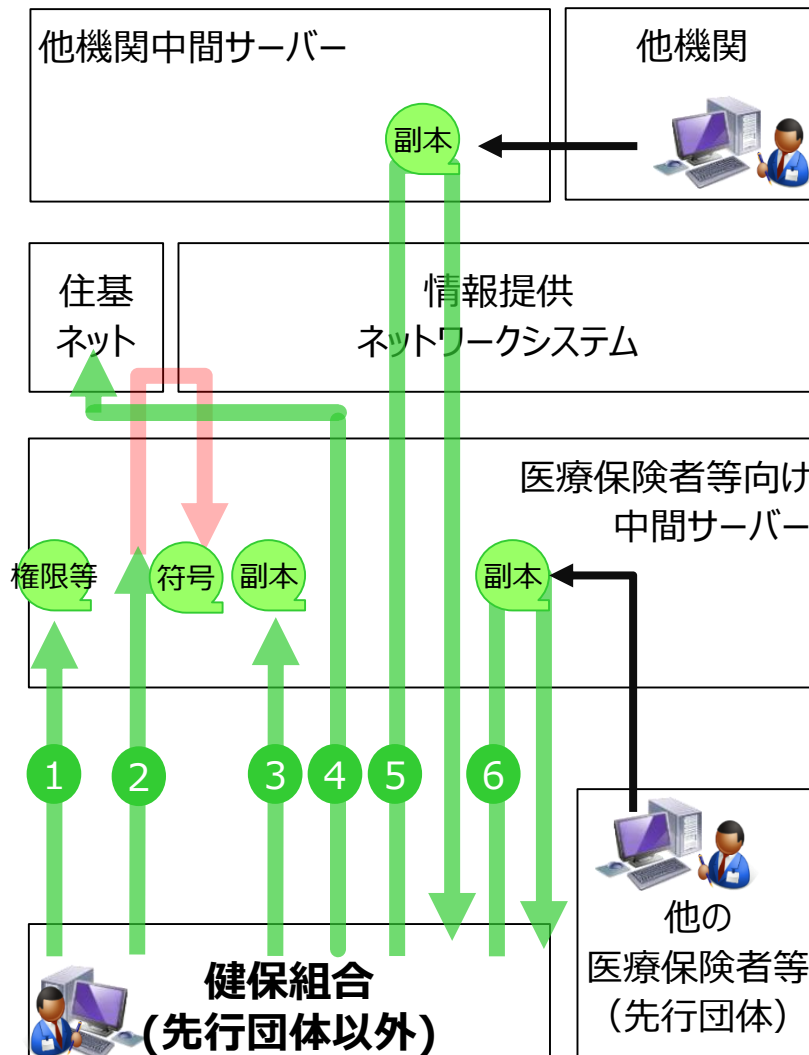 他機関中間サーバー
他機関
副本
住基
ネット
情報提供
ネットワークシステム
医療保険者等向け
中間サーバー
権限等
符号
副本
副本
1
2
3
4
5
6
他の
医療保険者等
（先行団体）
健保組合
(先行団体以外)